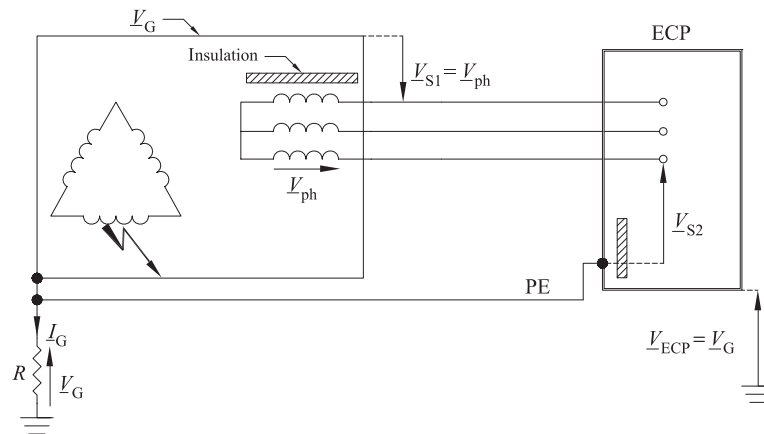 V_G
Insulation
V_S1 = V_ph
ECP
V_ph
V_S2
PE
I_G
R
V_G
V_ECP = V_G